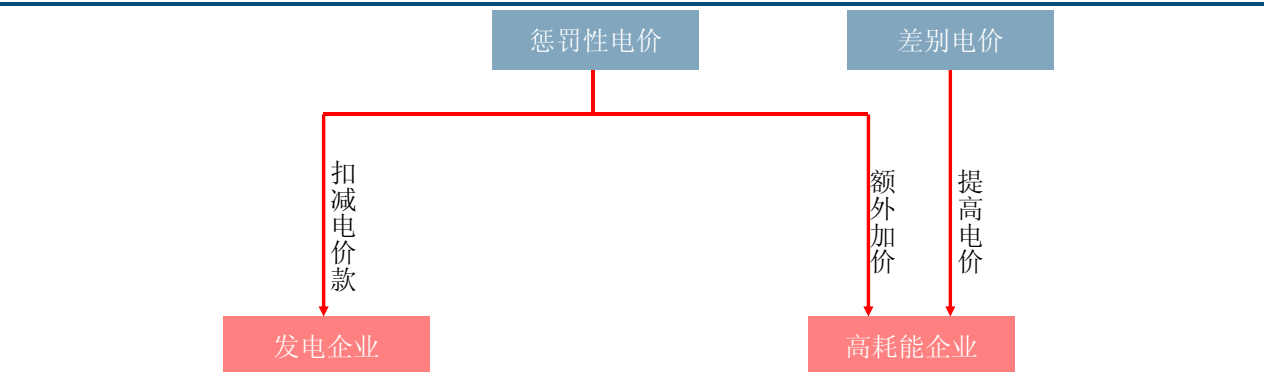 惩罚性电价
差别电价
扣减电价款
额外加价
提高电价
发电企业
高耗能企业